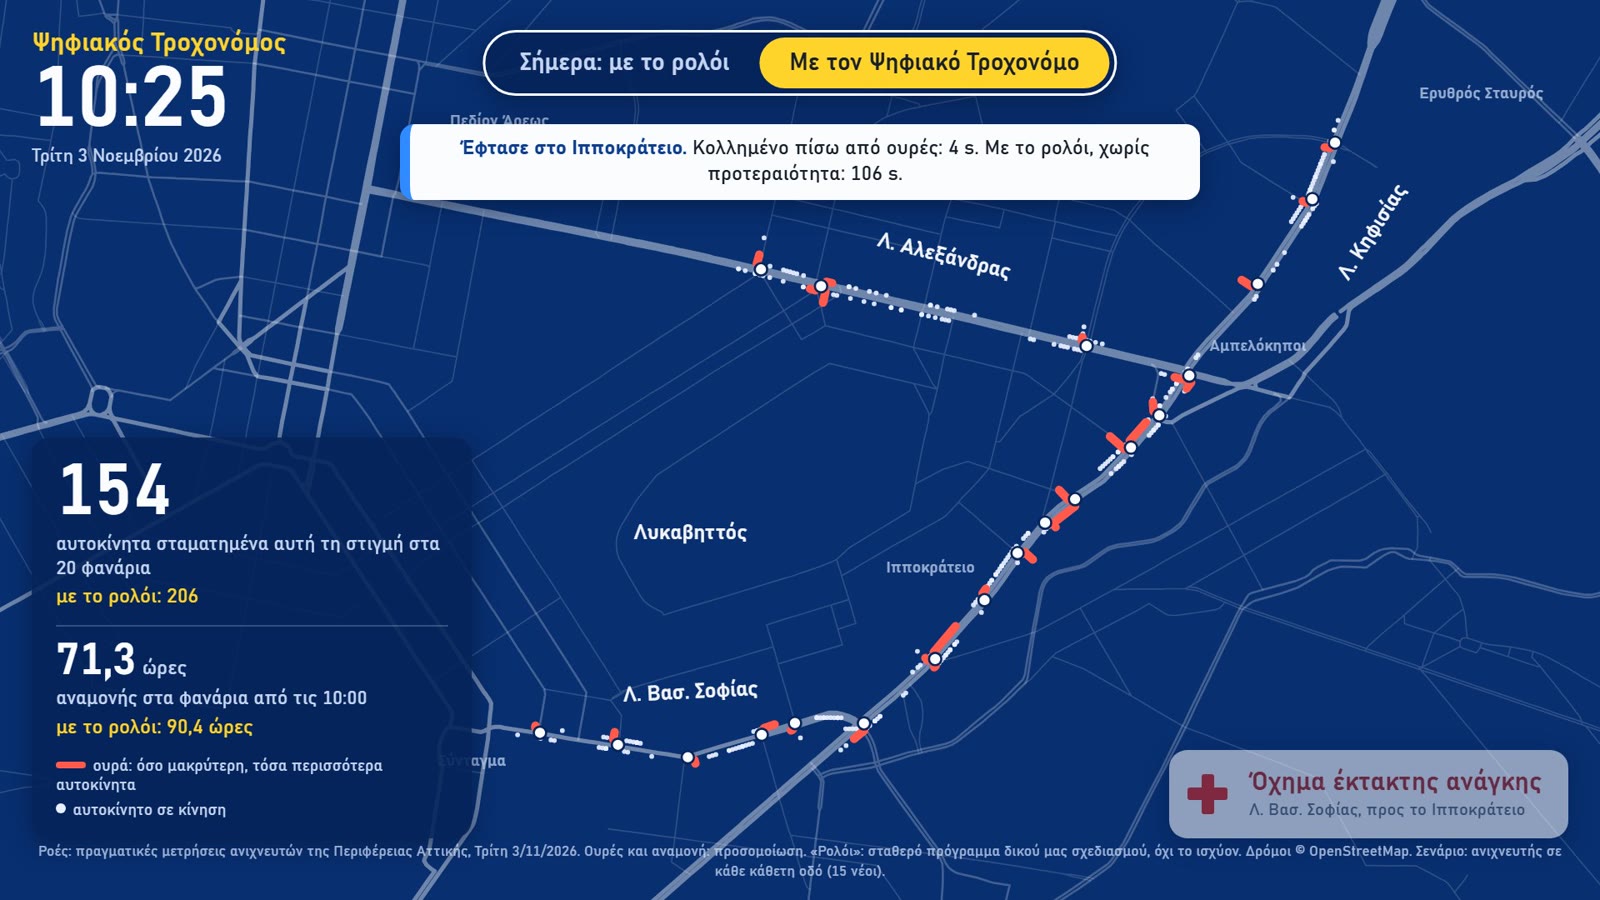 Ψηφιακός Τροχονόμος
10:25
Τρίτη 3 Νοεμβρίου 2026
Σήμερα: με το ρολόι
Με τον Ψηφιακό Τροχονόμο
Πεδίον Άρεως
Έφτασε στο Ιπποκράτειο. Κολλημένο πίσω από ουρές: 4 s. Με το ρολόι, χωρίς
προτεραιότητα: 106 s.
Ερυθρός Σταυρός
Λ. Κηφισίας
Λ. Αλεξάνδρας
Αμπελόκηποι
Λυκαβηττός
Ιπποκράτειο
Λ. Βασ. Σοφίας
Σύνταγμα
154
αυτοκίνητα σταματημένα αυτή τη στιγμή στα
20 φανάρια
με το ρολόι: 206
71,3 ώρες
αναμονής στα φανάρια από τις 10:00
με το ρολόι: 90,4 ώρες
ουρά: όσο μακρύτερη, τόσα περισσότερα
αυτοκίνητα
αυτοκίνητο σε κίνηση
Όχημα έκτακτης ανάγκης
Λ. Βασ. Σοφίας, προς το Ιπποκράτειο
Ροές: πραγματικές μετρήσεις ανιχνευτών της Περιφέρειας Αττικής, Τρίτη 3/11/2026. Ουρές και αναμονή: προσομοίωση. «Ρολόι»: σταθερό πρόγραμμα δικού μας σχεδιασμού, όχι το ισχύον. Δρόμοι © OpenStreetMap. Σενάριο: ανιχνευτής σε
κάθε κάθετη οδό (15 νέοι).